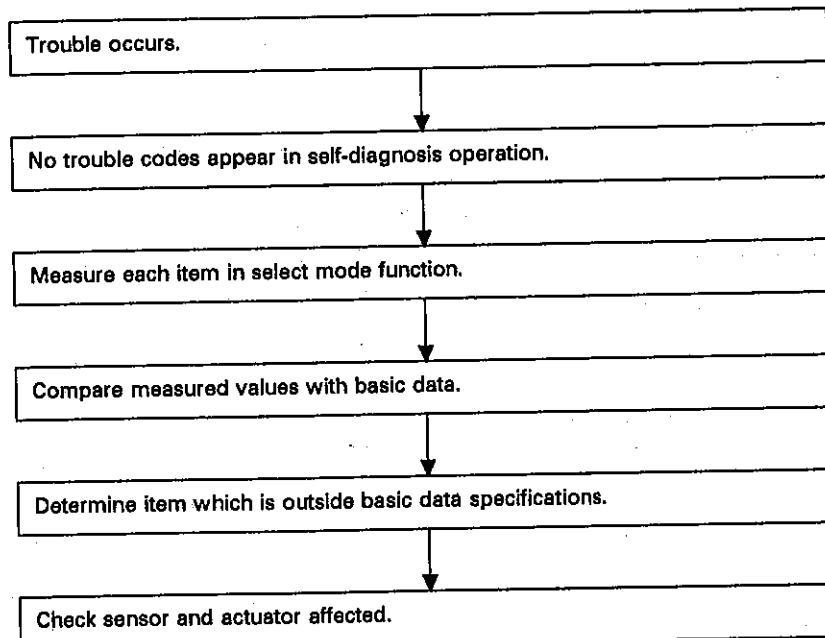 Trouble occurs.
No trouble codes appear in self-diagnosis operation.
Measure each item in select mode function.
Compare measured values with basic data.
Determine item which is outside basic data specifications.
Check sensor and actuator affected.